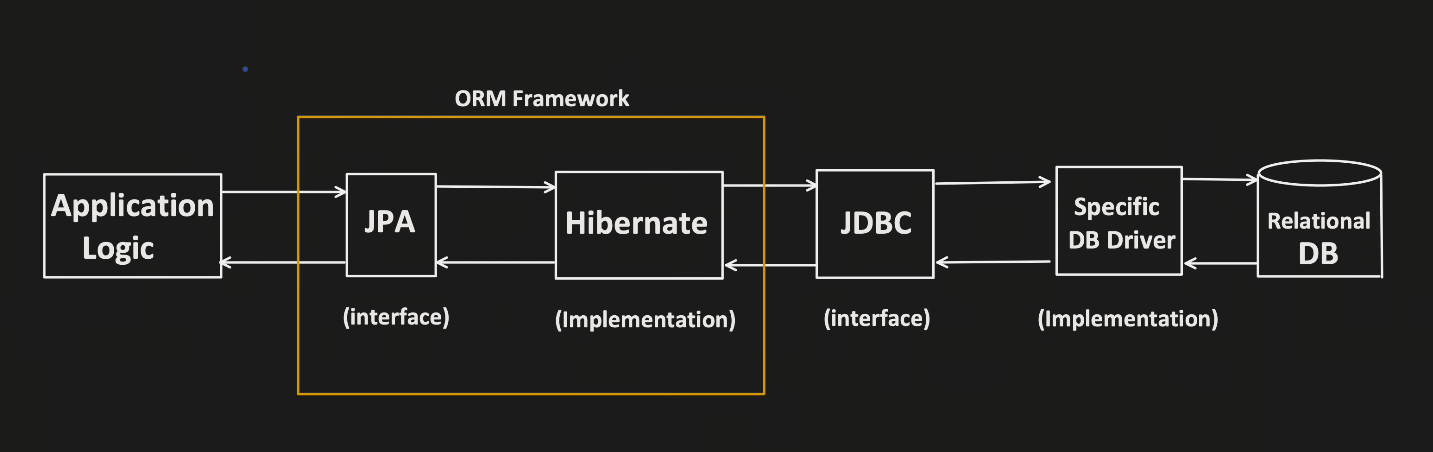 ORM Framework
Application
Logic
JPA
(interface)
Hibernate
(Implementation)
JDBC
(interface)
Specific
DB Driver
(Implementation)
Relational
DB